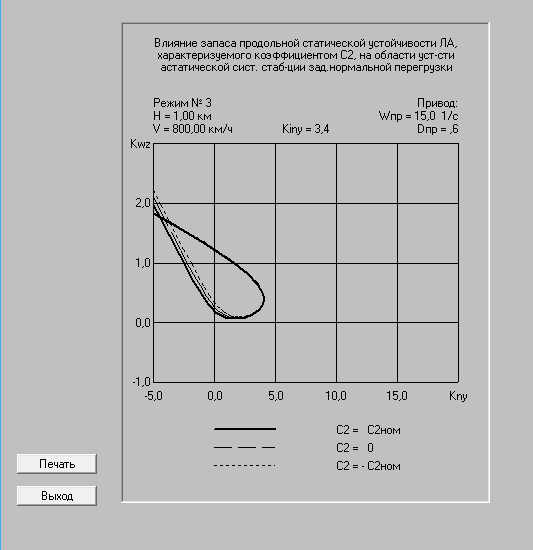 Влияние запаса продольной статической устойчивости ЛА,
характеризуемого коэффициентом C2, на области уст-сти
астатической сист. стаб-ции зад.нормальной перегрузки
Режим № 3
Привод:
H = 1,00 км
Wпр = 15,0 1/с
V = 800,00 км/ч
Kiny = 3,4
Dпр = ,6
Kwz
2,0
1,0
0,0
-1,0
-5,0
0,0
5,0
10,0
15,0
Kny
C2 = C2ном
C2 = 0
C2 = - C2ном
Печать
Выход